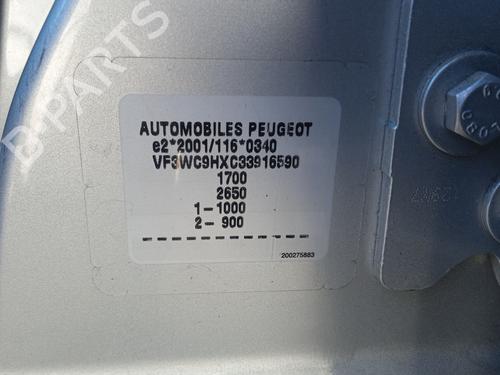 AUTOMOBILES PEUGEOT
e2*2001/116*0340
VF3WC9HXC33916590
1700
2650
1-1000
2-900
200275883
B-PARTS